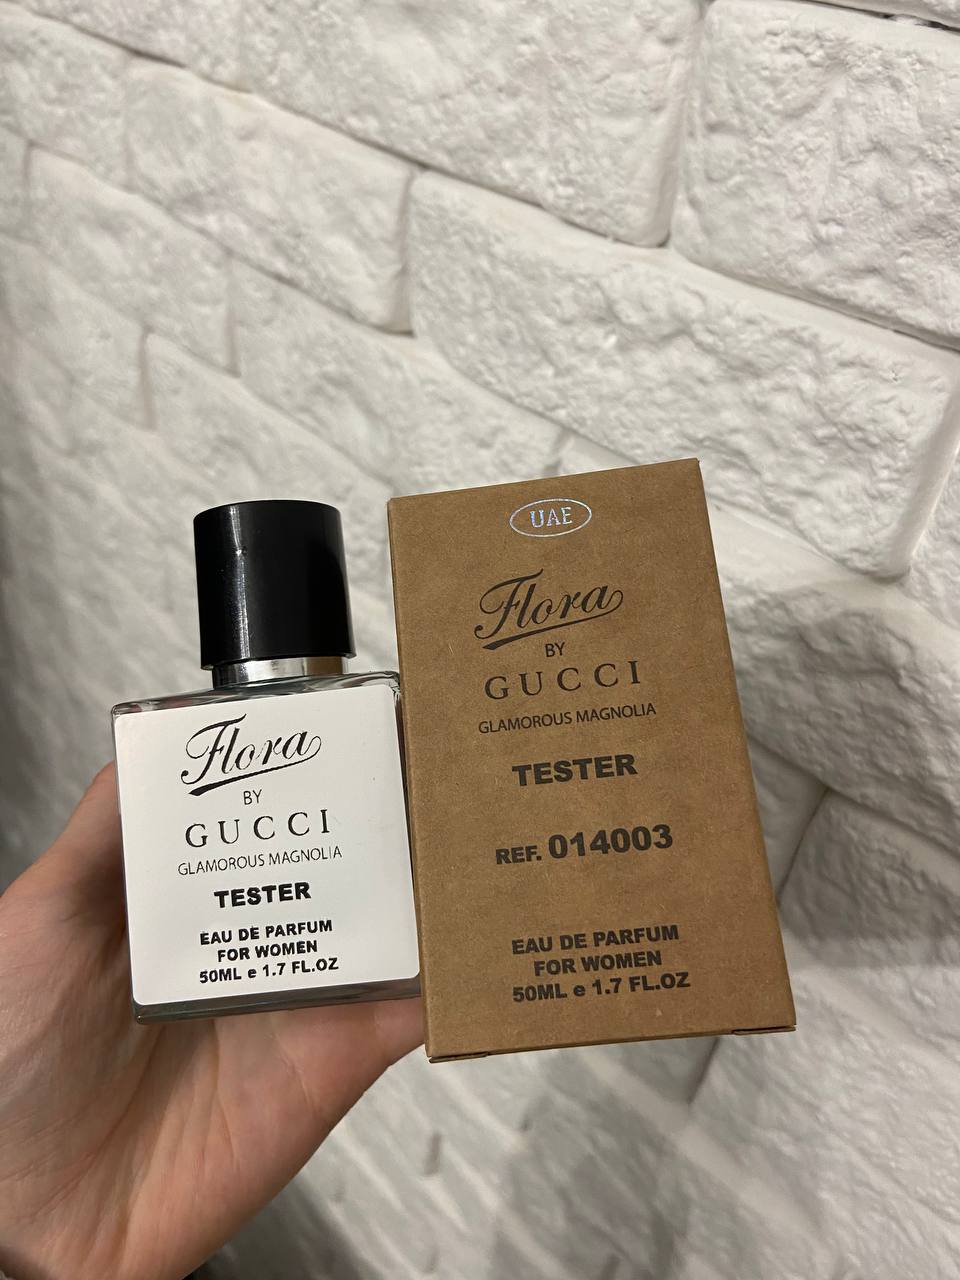 Flora
BY
GUCCI
GLAMOROUS MAGNOLIA
TESTER
EAU DE PARFUM
FOR WOMEN
50ML e 1.7 FL.OZ
UAE
Flora
BY
GUCCI
GLAMOROUS MAGNOLIA
TESTER
REF. 014003
EAU DE PARFUM
FOR WOMEN
50ML e 1.7 FL.OZ